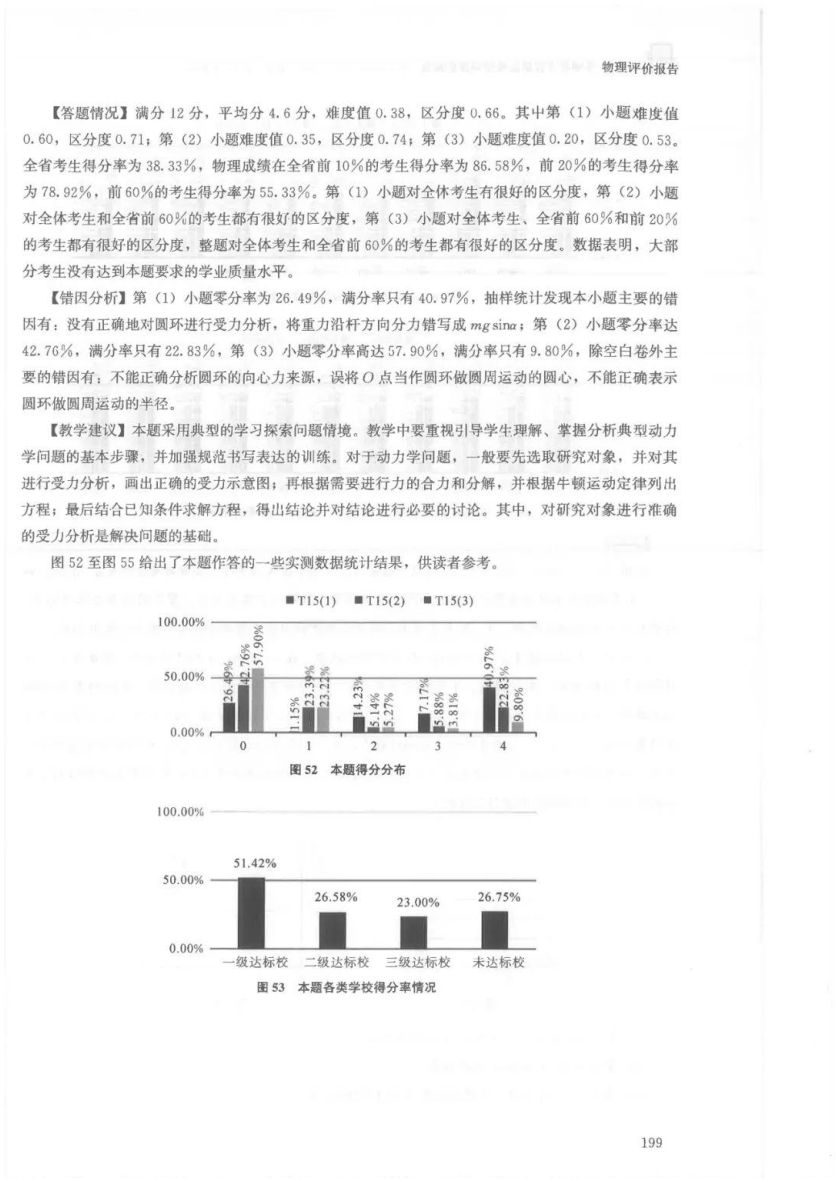 物理评价报告
【答题情况】满分 12 分，平均分 4.6 分，难度值 0.38，区分度 0.66。其中第（1）小题难度值
0.60，区分度 0.71；第（2）小题难度值 0.35，区分度 0.74；第（3）小题难度值 0.20，区分度 0.53。
全省考生得分率为 38.33%，物理成绩在全省前 10%的考生得分率为 86.58%，前 20%的考生得分率
为 78.92%，前 60%的考生得分率为 55.33%。第（1）小题对全体考生有很好的区分度，第（2）小题
对全体考生和全省前 60%的考生都有很好的区分度，第（3）小题对全体考生、全省前 60%和前 20%
的考生都有很好的区分度，整题对全体考生和全省前 60%的考生都有很好的区分度。数据表明，大部
分考生没有达到本题要求的学业质量水平。
【错因分析】第（1）小题零分率为 26.49%，满分率只有 40.97%，抽样统计发现本小题主要的错
因有：没有正确地对圆环进行受力分析，将重力沿杆方向分力错写成 mg sinα；第（2）小题零分率达
42.76%，满分率只有 22.83%，第（3）小题零分率高达 57.90%，满分率只有 9.80%，除空白卷外主
要的错因有：不能正确分析圆环的向心力来源，误将 O 点当作圆环做圆周运动的圆心，不能正确表示
圆环做圆周运动的半径。
【教学建议】本题采用典型的学习探索问题情境。教学中要重视引导学生理解、掌握分析典型动力
学问题的基本步骤，并加强规范书写表达的训练。对于动力学问题，一般要先选取研究对象，并对其
进行受力分析，画出正确的受力示意图；再根据需要进行力的合力和分解，并根据牛顿运动定律列出
方程；最后结合已知条件求解方程，得出结论并对结论进行必要的讨论。其中，对研究对象进行准确
的受力分析是解决问题的基础。
图 52 至图 55 给出了本题作答的一些实测数据统计结果，供读者参考。
■T15(1) ■T15(2) ■T15(3)
100.00%
50.00%
0.00%
26.49% 42.76% 57.90% 1.15% 23.39% 23.22% 14.23% 5.14% 5.27% 7.17% 5.88% 3.81% 40.97% 22.83% 9.80%
0 1 2 3 4
图 52 本题得分分布
100.00%
50.00%
0.00%
51.42% 26.58% 23.00% 26.75%
一级达标校 二级达标校 三级达标校 未达标校
图 53 本题各类学校得分率情况
199